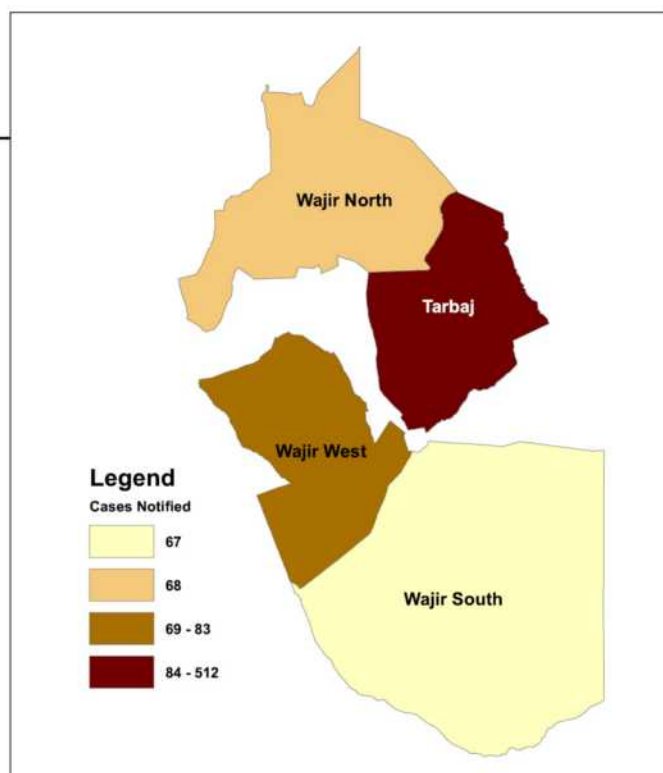 Wajir North
Tarbaj
Wajir West
Wajir South
Legend
Cases Notified
67
68
69 - 83
84 - 512